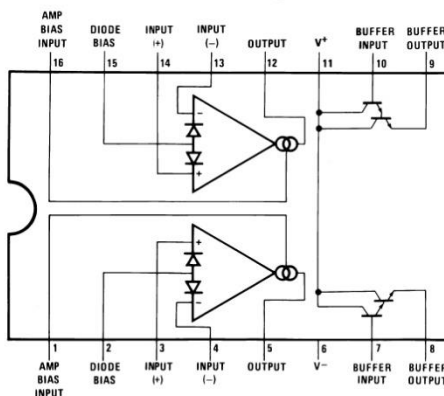 AMP
BIAS
INPUT
DIODE
BIAS
INPUT
(+)
INPUT
(−)
OUTPUT
V+
BUFFER
INPUT
BUFFER
OUTPUT
16 15 14 13 12 11 10 9
−
+
+
−
1 2 3 4 5 6 7 8
AMP
BIAS
INPUT
DIODE
BIAS
INPUT
(+)
INPUT
(−)
OUTPUT
V−
BUFFER
INPUT
BUFFER
OUTPUT